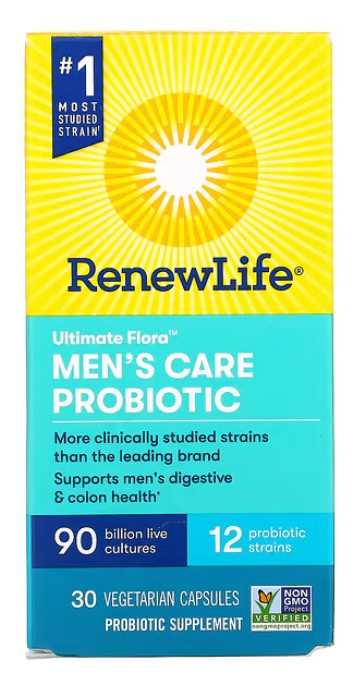 #1
MOST
STUDIED
STRAIN†
RenewLife®
Ultimate Flora™
MEN'S CARE
PROBIOTIC
More clinically studied strains
than the leading brand
Supports men's digestive
& colon health*
90 billion live
cultures
12 probiotic
strains
30 VEGETARIAN CAPSULES
PROBIOTIC SUPPLEMENT
NON
GMO
Project
VERIFIED
nongmoproject.org